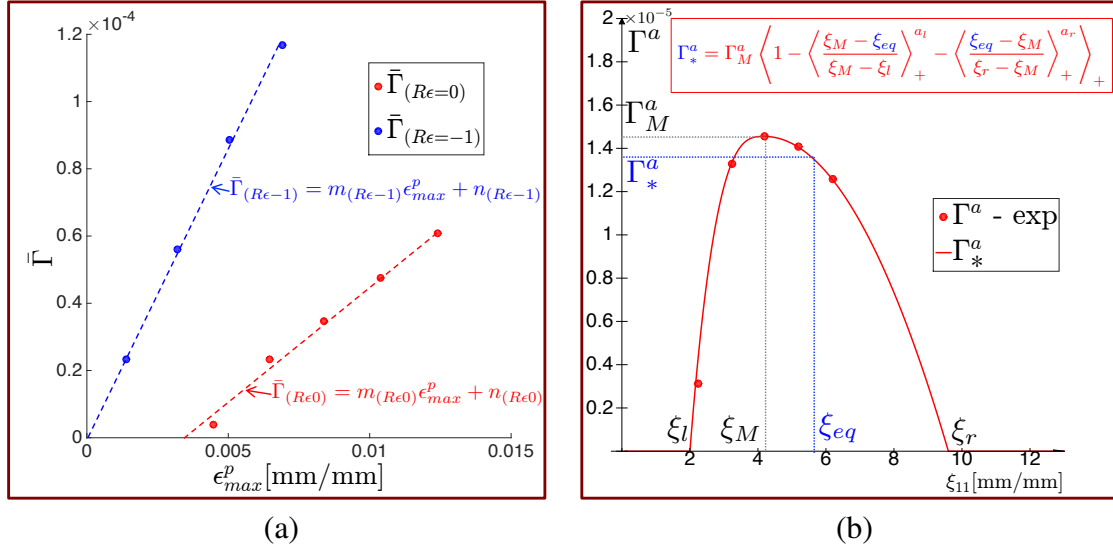 ×10⁻⁴
1.2
1
0.8
0.6
0.4
0.2
0
Γ̄
Γ̄(Rϵ=0)
Γ̄(Rϵ=−1)
Γ̄(Rϵ−1) = m(Rϵ−1)ϵᵖmax + n(Rϵ−1)
Γ̄(Rϵ0) = m(Rϵ0)ϵᵖmax + n(Rϵ0)
0
0.005
0.01
0.015
ϵᵖmax[mm/mm]
(a)
×10⁻⁵
2
1.8
1.6
1.4
1.2
1
0.8
0.6
0.4
0.2
Γᵃ
Γᵃ* = Γᵃ_M ⟨1 − ⟨(ξ_M − ξ_eq)/(ξ_M − ξ_l)⟩₊^(a_l) − ⟨(ξ_eq − ξ_M)/(ξ_r − ξ_M)⟩₊^(a_r)⟩₊
Γᵃ_M
Γᵃ*
Γᵃ - exp
Γᵃ*
ξ_l
ξ_M
ξ_eq
ξ_r
2
4
6
8
10
12
ξ₁₁[mm/mm]
(b)